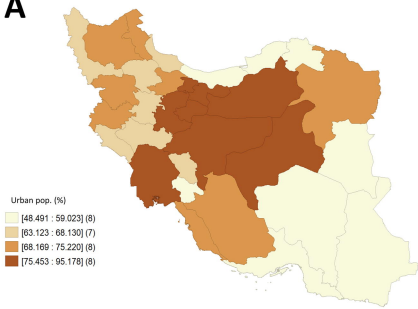 A
Urban pop. (%)
[48.491 : 59.023] (8)
[63.123 : 68.130] (7)
[68.169 : 75.220] (8)
[75.453 : 95.178] (8)